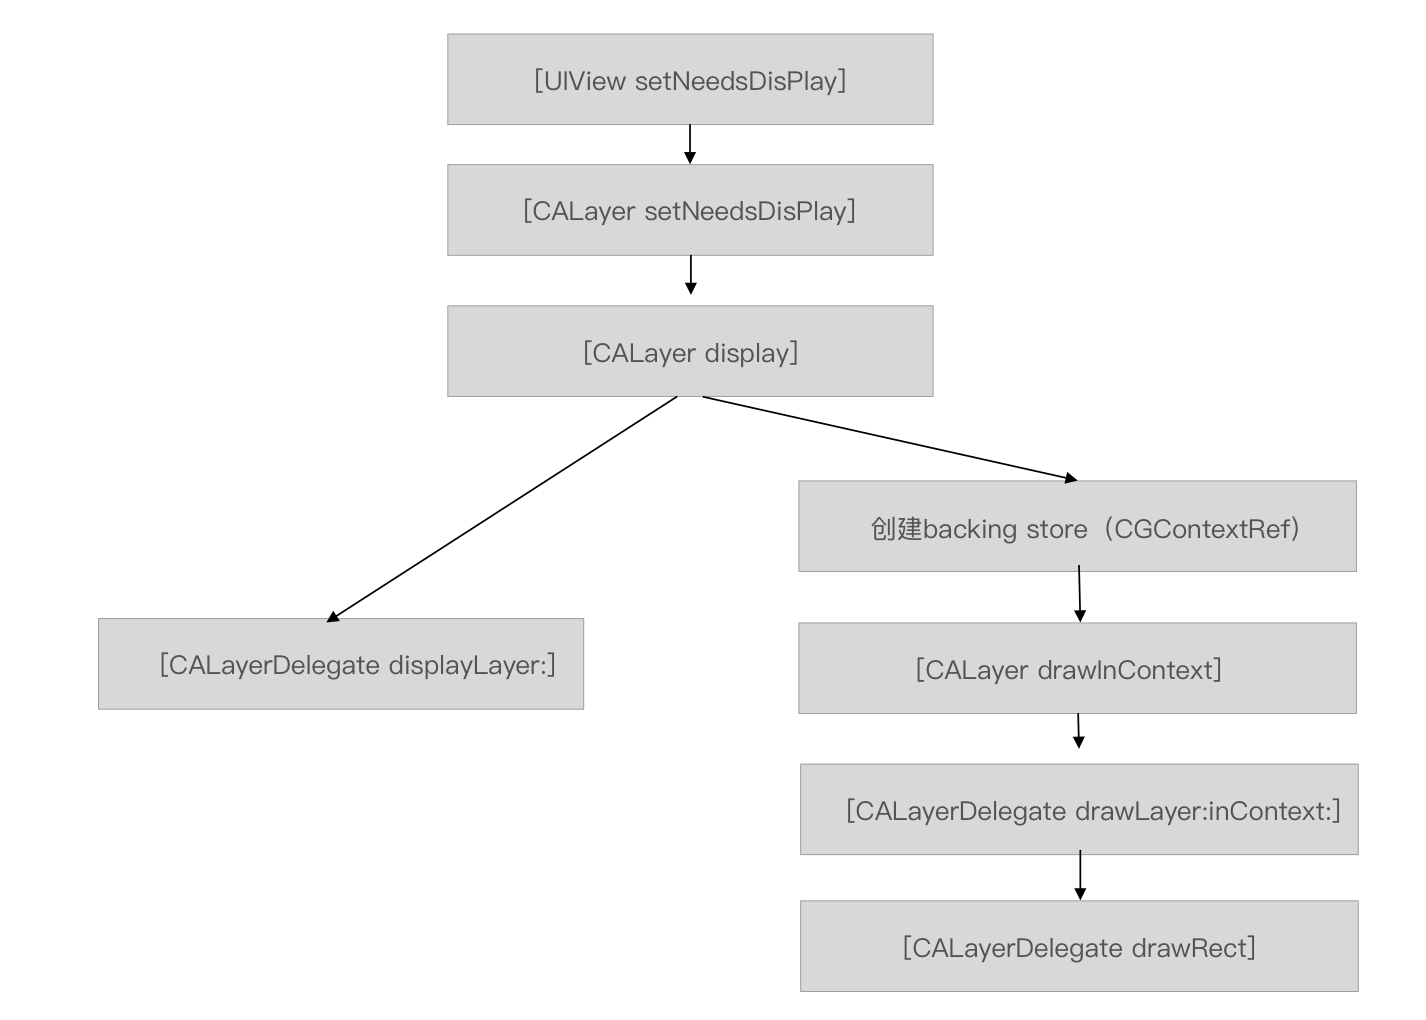 [UIView setNeedsDisPlay]
[CALayer setNeedsDisPlay]
[CALayer display]
创建backing store（CGContextRef）
[CALayerDelegate displayLayer:]
[CALayer drawInContext]
[CALayerDelegate drawLayer:inContext:]
[CALayerDelegate drawRect]